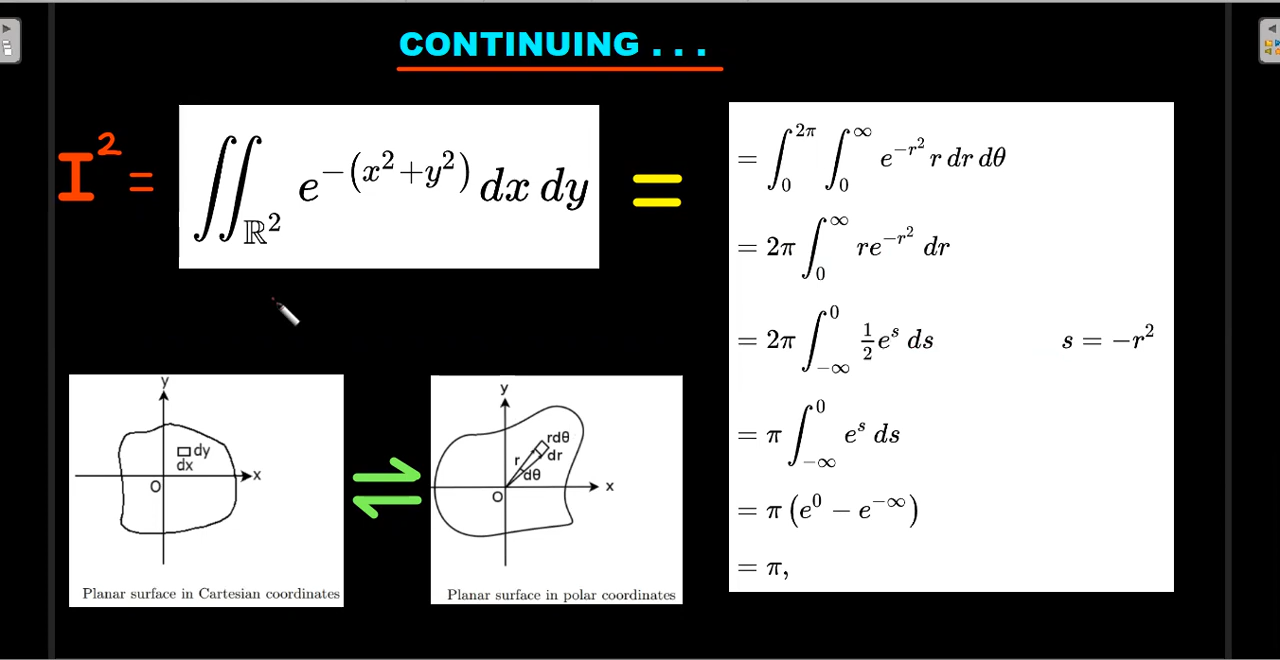 CONTINUING . . .
I² =
∬_ℝ² e^−(x²+y²) dx dy
=
= ∫_0^2π ∫_0^∞ e^−r² r dr dθ
= 2π ∫_0^∞ re^−r² dr
= 2π ∫_−∞^0 ½e^s ds    s = −r²
= π ∫_−∞^0 e^s ds
= π (e⁰ − e^−∞)
= π,
y
dy
dx
x
O
Planar surface in Cartesian coordinates
⇌
y
rdθ
r
dr
dθ
x
O
Planar surface in polar coordinates